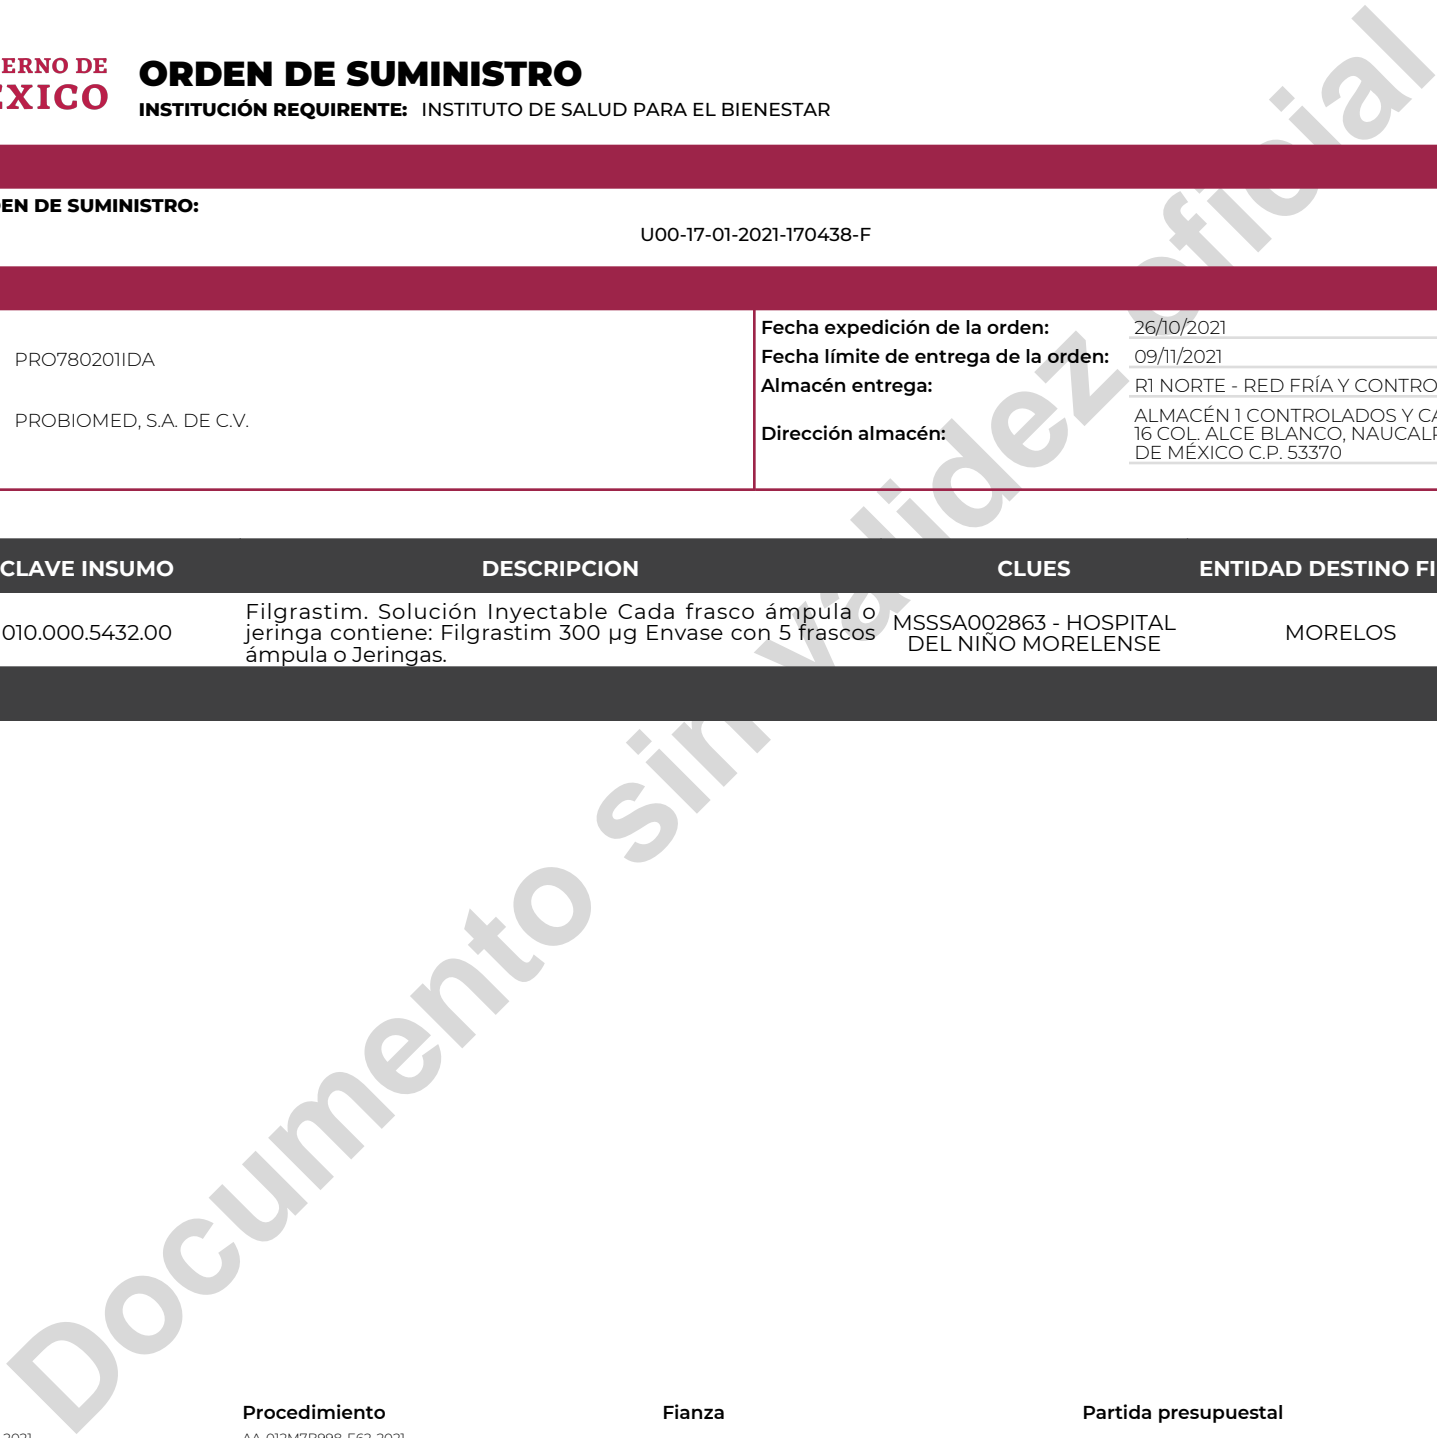 ERNO DE
ÉXICO
ORDEN DE SUMINISTRO
INSTITUCIÓN REQUIRENTE: INSTITUTO DE SALUD PARA EL BIENESTAR
EN DE SUMINISTRO:
U00-17-01-2021-170438-F
PRO780201IDA
PROBIOMED, S.A. DE C.V.
Fecha expedición de la orden: 26/10/2021
Fecha límite de entrega de la orden: 09/11/2021
Almacén entrega: R1 NORTE - RED FRÍA Y CONTRO
Dirección almacén: ALMACÉN 1 CONTROLADOS Y CA
16 COL. ALCE BLANCO, NAUCALP
DE MÉXICO C.P. 53370
CLAVE INSUMO DESCRIPCION CLUES ENTIDAD DESTINO FI
010.000.5432.00
Filgrastim. Solución Inyectable Cada frasco ámpula o
jeringa contiene: Filgrastim 300 µg Envase con 5 frascos
ámpula o Jeringas.
MSSSA002863 - HOSPITAL
DEL NIÑO MORELENSE
MORELOS
Documento sin validez oficial
Procedimiento Fianza Partida presupuestal